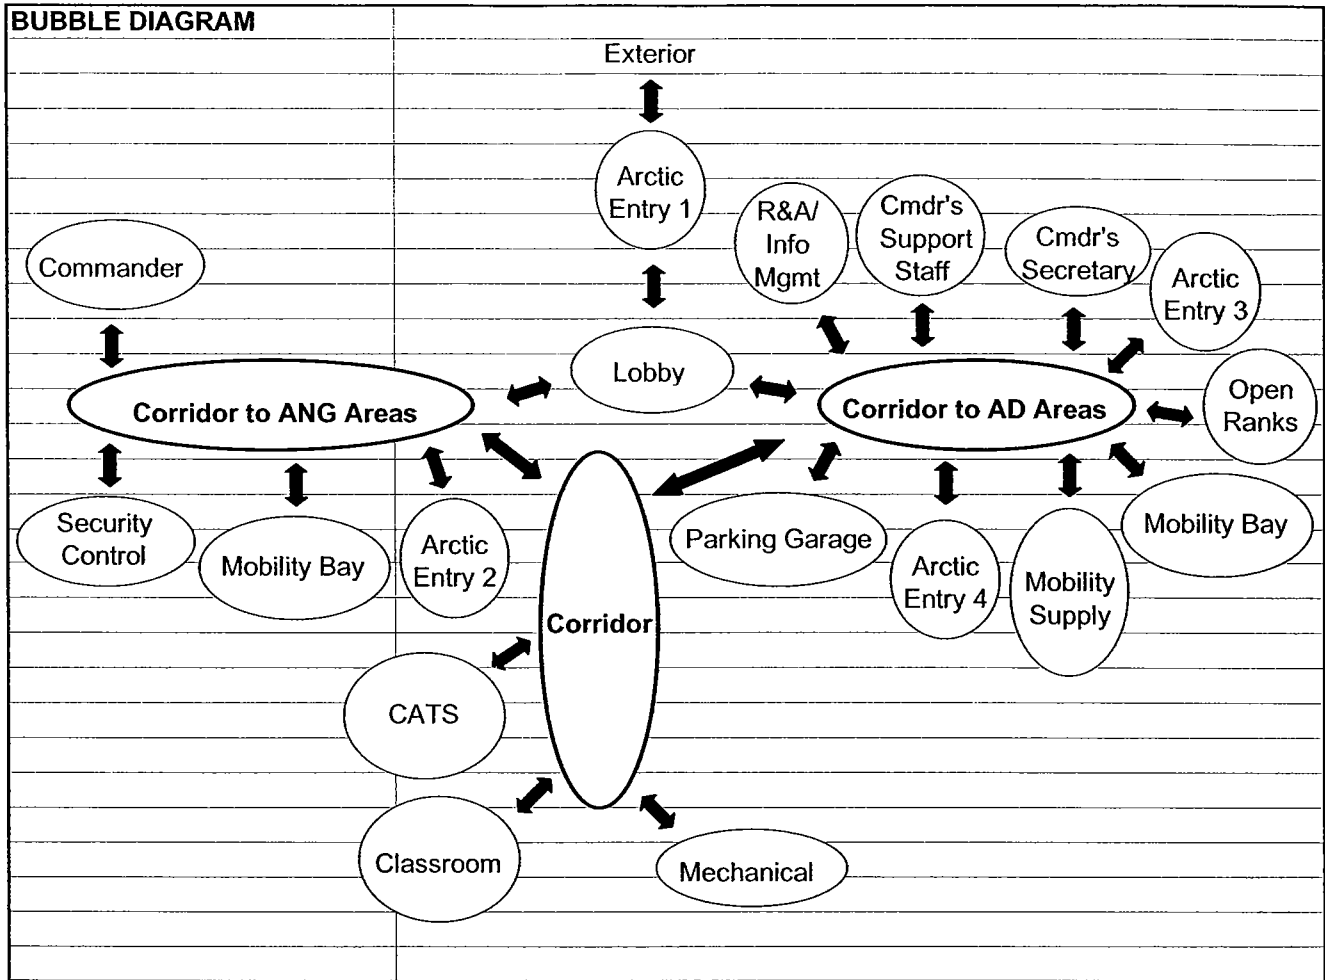 BUBBLE DIAGRAM
Exterior
Arctic
Entry 1
R&A/
Info
Mgmt
Cmdr's
Support
Staff
Cmdr's
Secretary
Arctic
Entry 3
Commander
Lobby
Open
Ranks
Corridor to ANG Areas
Corridor to AD Areas
Security
Control
Mobility Bay
Arctic
Entry 2
Parking Garage
Arctic
Entry 4
Mobility
Supply
Mobility Bay
Corridor
CATS
Classroom
Mechanical